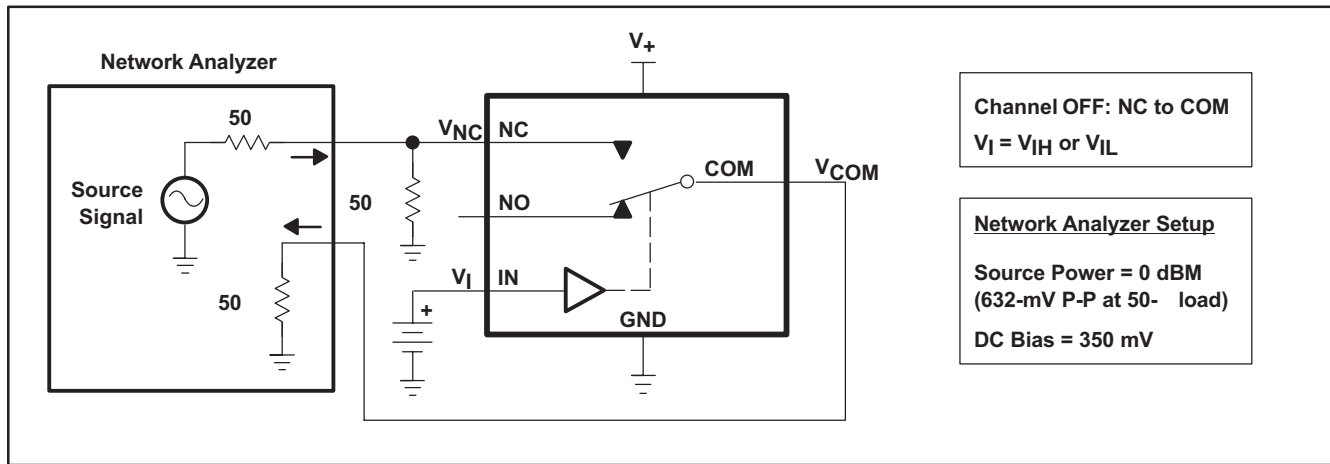 Network Analyzer
50
Source
Signal
50
50
V+
VNC
NC
NO
COM
VCOM
VI
IN
+
GND
Channel OFF: NC to COM
VI = VIH or VIL
Network Analyzer Setup
Source Power = 0 dBM
(632-mV P-P at 50- load)
DC Bias = 350 mV